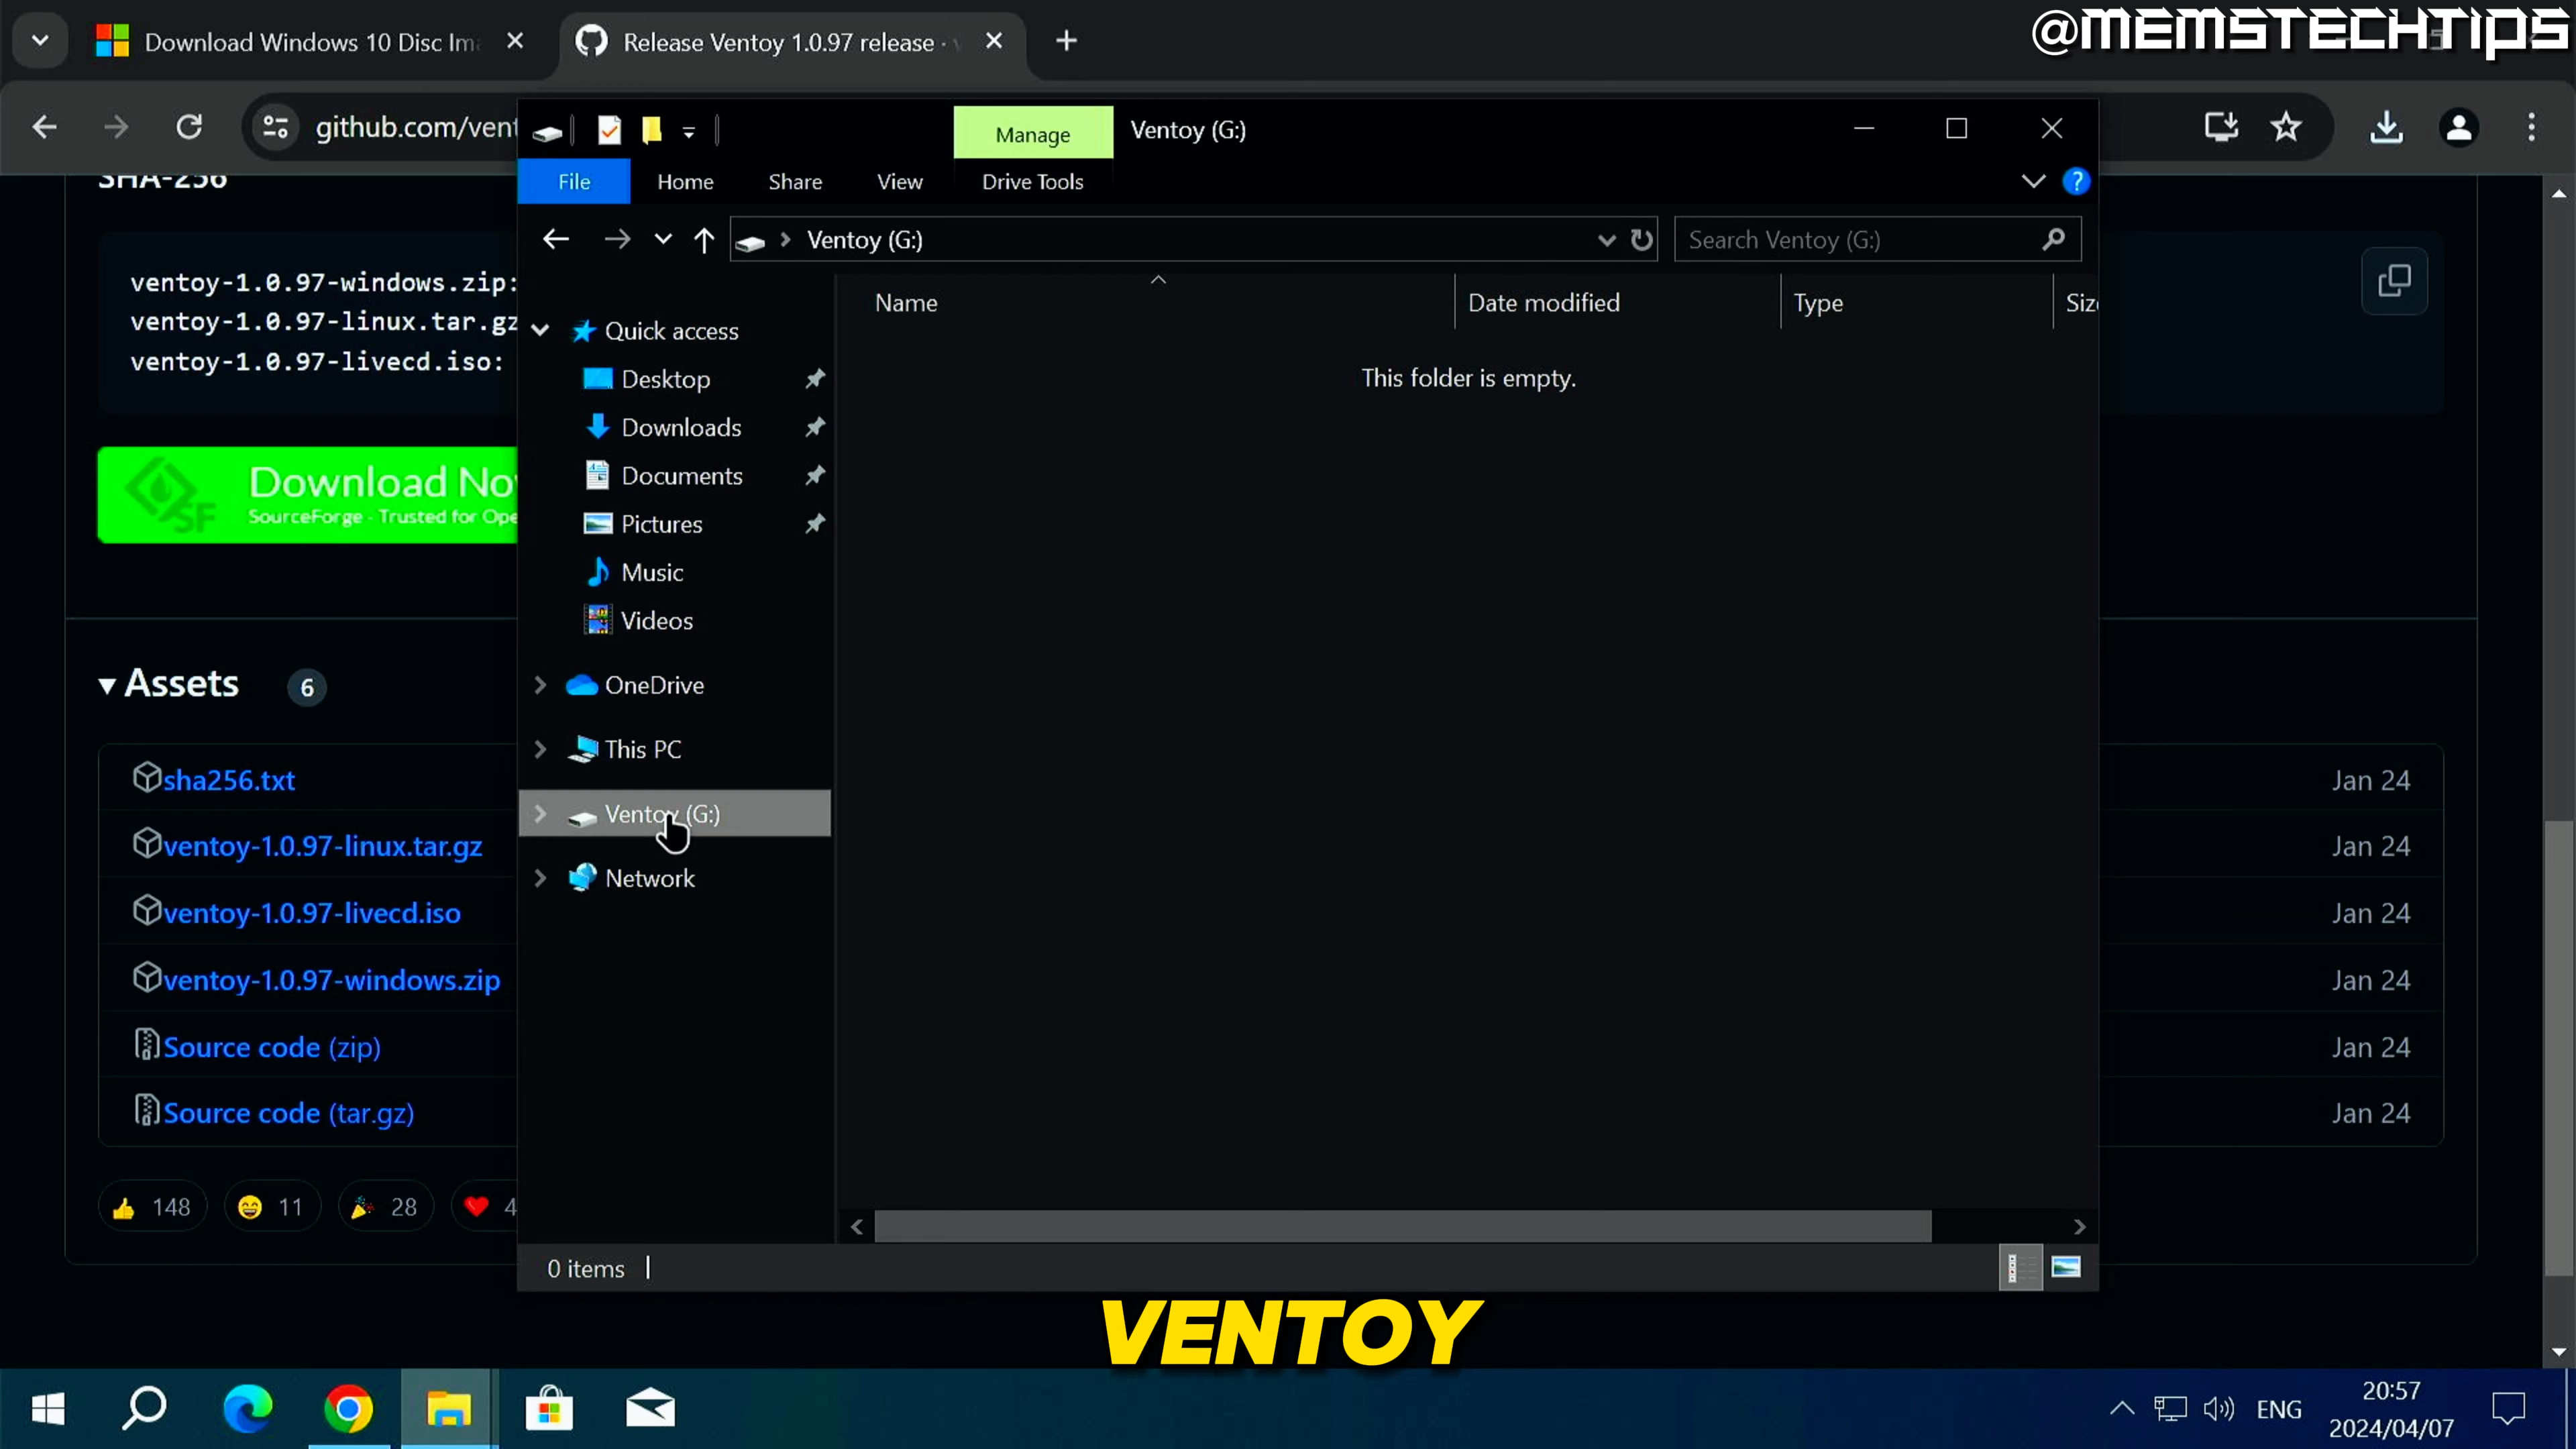 @MEMSTECHTIPS
Download Windows 10 Disc Ima
Release Ventoy 1.0.97 release ·
github.com/vent
Manage
Ventoy (G:)
File
Home
Share
View
Drive Tools
Ventoy (G:)
Search Ventoy (G:)
SHA-256
ventoy-1.0.97-windows.zip:
ventoy-1.0.97-linux.tar.gz
ventoy-1.0.97-livecd.iso:
Download No
SourceForge - Trusted for Ope
Assets 6
sha256.txt
ventoy-1.0.97-linux.tar.gz
ventoy-1.0.97-livecd.iso
ventoy-1.0.97-windows.zip
Source code (zip)
Source code (tar.gz)
148
11
28
4
Quick access
Desktop
Downloads
Documents
Pictures
Music
Videos
OneDrive
This PC
Ventoy (G:)
Network
Name
Date modified
Type
Siz
This folder is empty.
0 items
Jan 24
Jan 24
Jan 24
Jan 24
Jan 24
Jan 24
VENTOY
ENG
20:57
2024/04/07